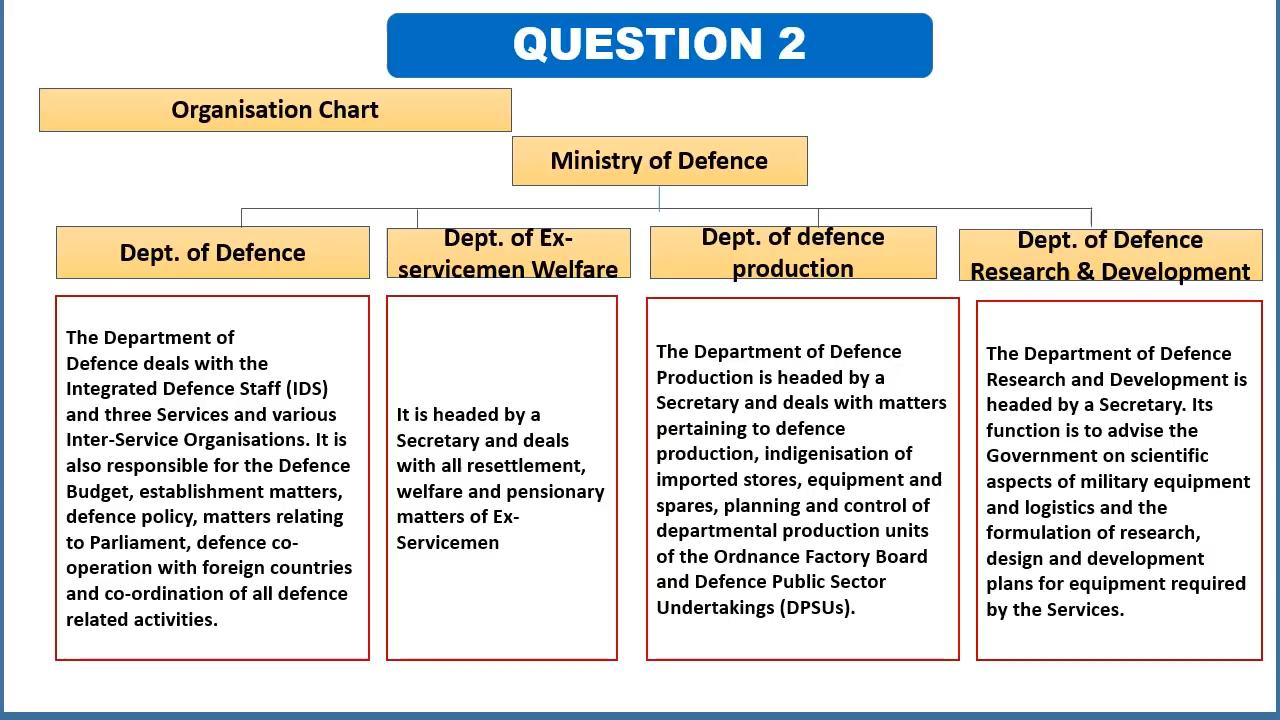 QUESTION 2
Organisation Chart
Ministry of Defence
Dept. of Defence
Dept. of Ex-
servicemen Welfare
Dept. of defence
production
Dept. of Defence
Research & Development
The Department of
Defence deals with the
Integrated Defence Staff (IDS)
and three Services and various
Inter-Service Organisations. It is
also responsible for the Defence
Budget, establishment matters,
defence policy, matters relating
to Parliament, defence co-
operation with foreign countries
and co-ordination of all defence
related activities.
It is headed by a
Secretary and deals
with all resettlement,
welfare and pensionary
matters of Ex-
Servicemen
The Department of Defence
Production is headed by a
Secretary and deals with matters
pertaining to defence
production, indigenisation of
imported stores, equipment and
spares, planning and control of
departmental production units
of the Ordnance Factory Board
and Defence Public Sector
Undertakings (DPSUs).
The Department of Defence
Research and Development is
headed by a Secretary. Its
function is to advise the
Government on scientific
aspects of military equipment
and logistics and the
formulation of research,
design and development
plans for equipment required
by the Services.